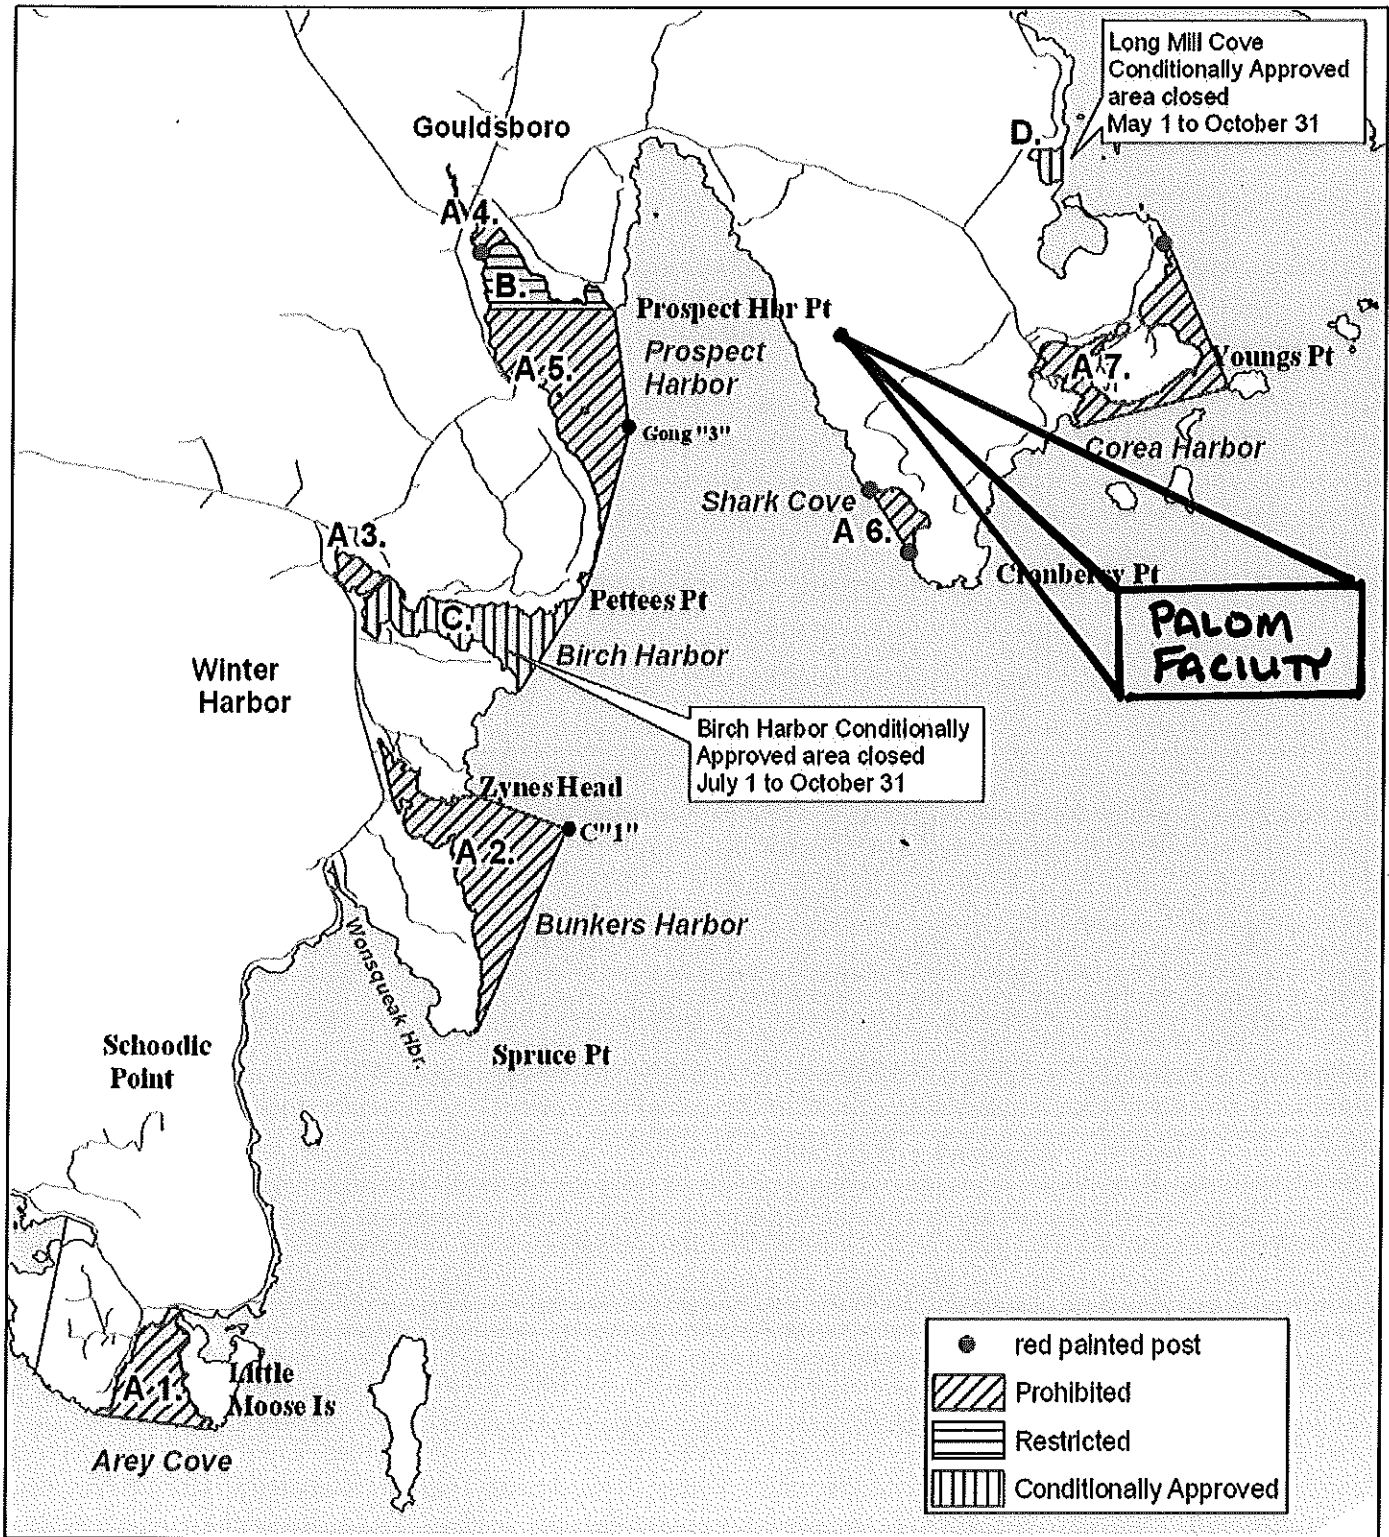 Long Mill Cove
Conditionally Approved
area closed
May 1 to October 31
Gouldsboro
D.
A 4.
B.
Prospect Hbr Pt
Prospect
Harbor
A 5.
Youngs Pt
A 7.
Gong "3"
Corea Harbor
Shark Cove
A 6.
A 3.
Cranberry Pt
Pettees Pt
C.
PALOM
FACILITY
Birch Harbor
Winter
Harbor
Birch Harbor Conditionally
Approved area closed
July 1 to October 31
Zynes Head
C"1"
A 2.
Bunkers Harbor
Wonsqueak Hbr.
Schoodic
Point
Spruce Pt
Little
Moose Is
A 1.
Arey Cove
red painted post
Prohibited
Restricted
Conditionally Approved